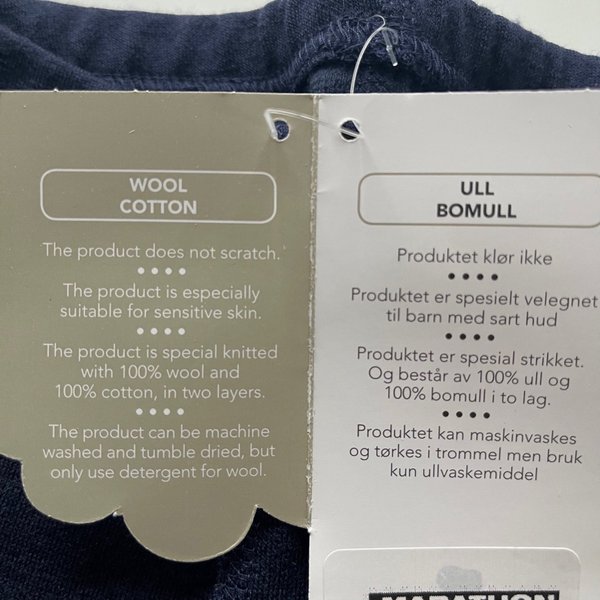 WOOL
COTTON
The product does not scratch.
The product is especially
suitable for sensitive skin.
The product is special knitted
with 100% wool and
100% cotton, in two layers.
The product can be machine
washed and tumble dried, but
only use detergent for wool.
ULL
BOMULL
Produktet klør ikke
Produktet er spesielt velegnet
til barn med sart hud
Produktet er spesial strikket.
Og består av 100% ull og
100% bomull i to lag.
Produktet kan maskinvaskes
og tørkes i trommel men bruk
kun ullvaskemiddel
MARATHON